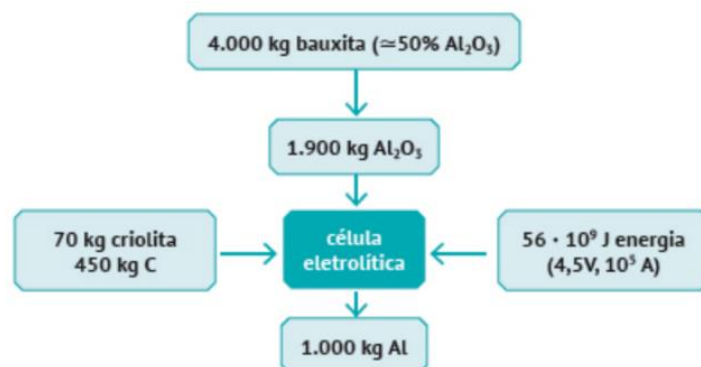 4.000 kg bauxita (≃50% Al₂O₃)
1.900 kg Al₂O₃
70 kg criolita
450 kg C
célula
eletrolítica
56 · 10⁹ J energia
(4,5V, 10⁵ A)
1.000 kg Al